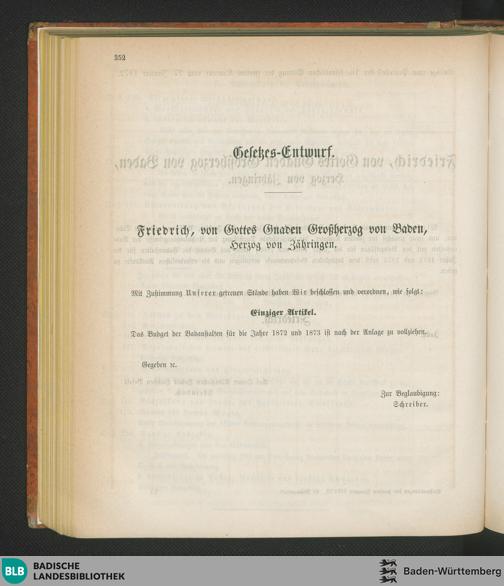 352
Gesetzes-Entwurf.
Friedrich, von Gottes Gnaden Großherzog von Baden,
Herzog von Zähringen.
Mit Zustimmung Unserer getreuen Stände haben Wir beschlossen und verordnen, wie folgt:
Einziger Artikel.
Das Budget der Badanstalten für die Jahre 1872 und 1873 ist nach der Anlage zu vollziehen.
Gegeben ꝛc.
Zur Beglaubigung:
Schreiber.
BLB
BADISCHE
LANDESBIBLIOTHEK
Baden-Württemberg